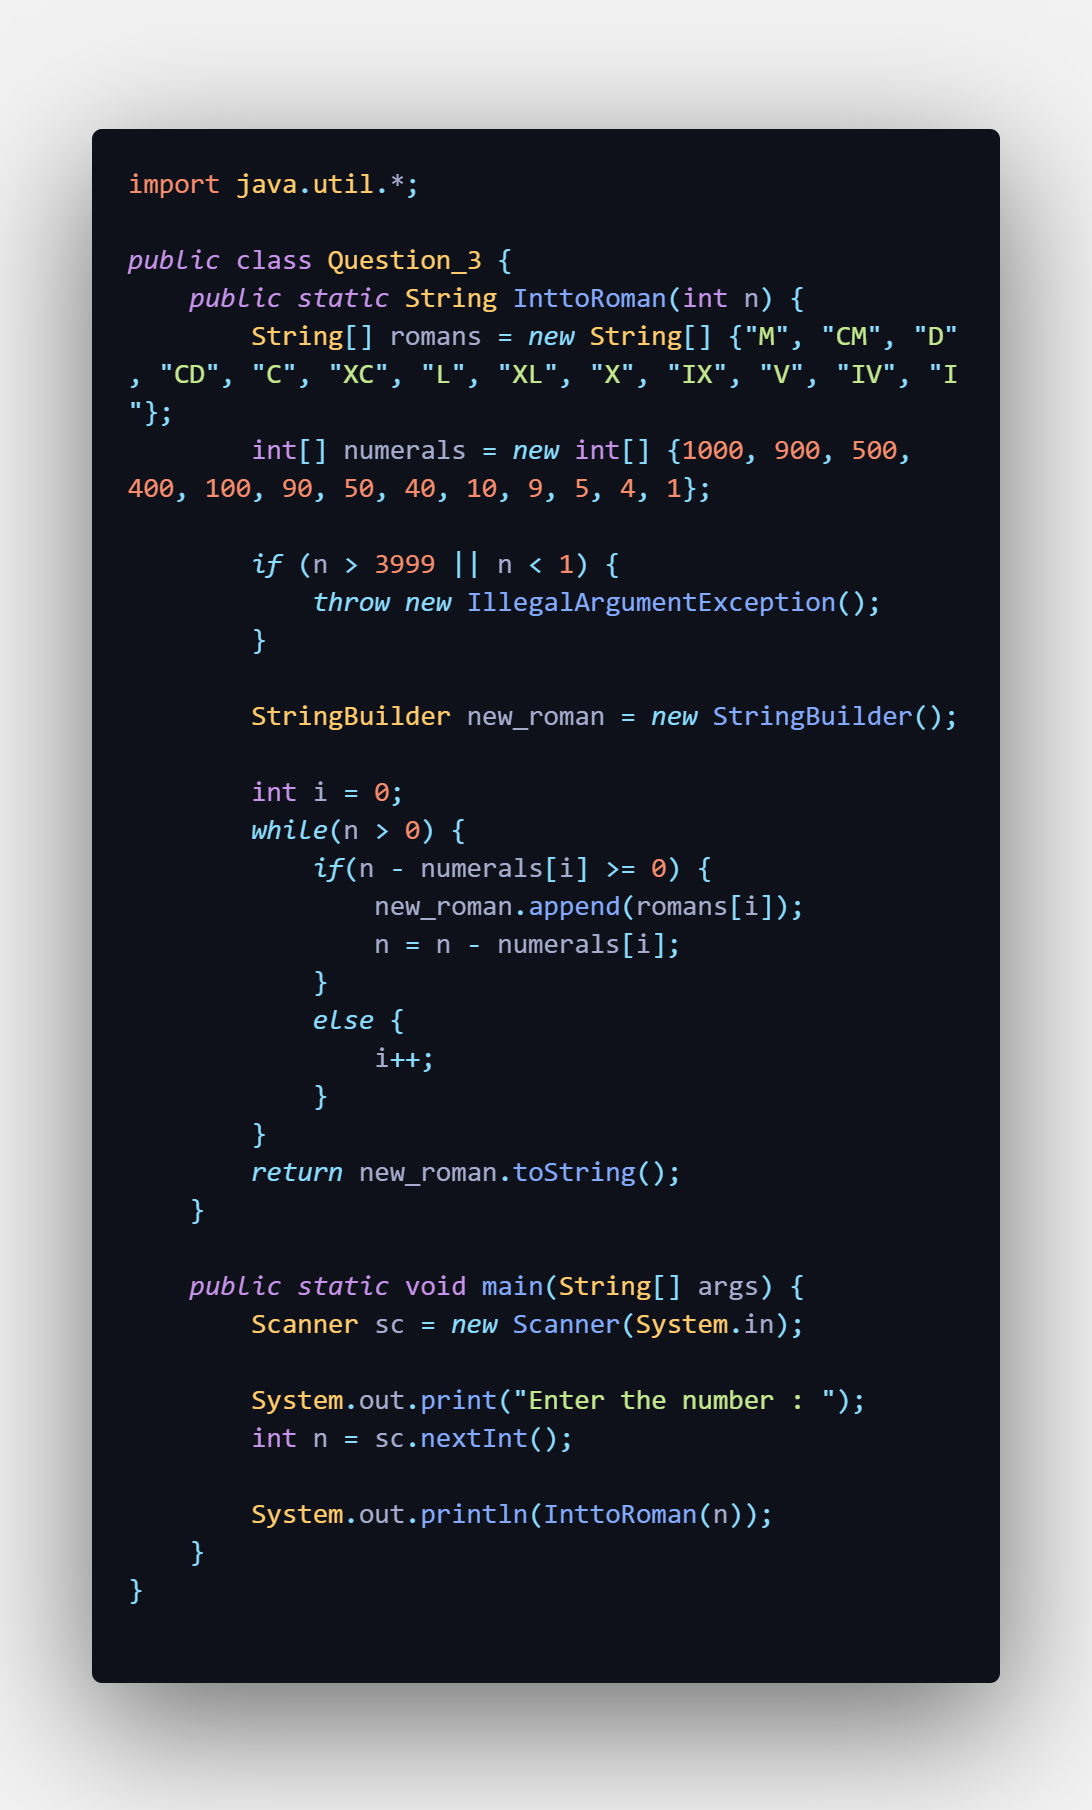 import java.util.*;

public class Question_3 {
    public static String InttoRoman(int n) {
        String[] romans = new String[] {"M", "CM", "D"
, "CD", "C", "XC", "L", "XL", "X", "IX", "V", "IV", "I
"};
        int[] numerals = new int[] {1000, 900, 500,
400, 100, 90, 50, 40, 10, 9, 5, 4, 1};

        if (n > 3999 || n < 1) {
            throw new IllegalArgumentException();
        }

        StringBuilder new_roman = new StringBuilder();

        int i = 0;
        while(n > 0) {
            if(n - numerals[i] >= 0) {
                new_roman.append(romans[i]);
                n = n - numerals[i];
            }
            else {
                i++;
            }
        }
        return new_roman.toString();
    }

    public static void main(String[] args) {
        Scanner sc = new Scanner(System.in);

        System.out.print("Enter the number : ");
        int n = sc.nextInt();

        System.out.println(InttoRoman(n));
    }
}